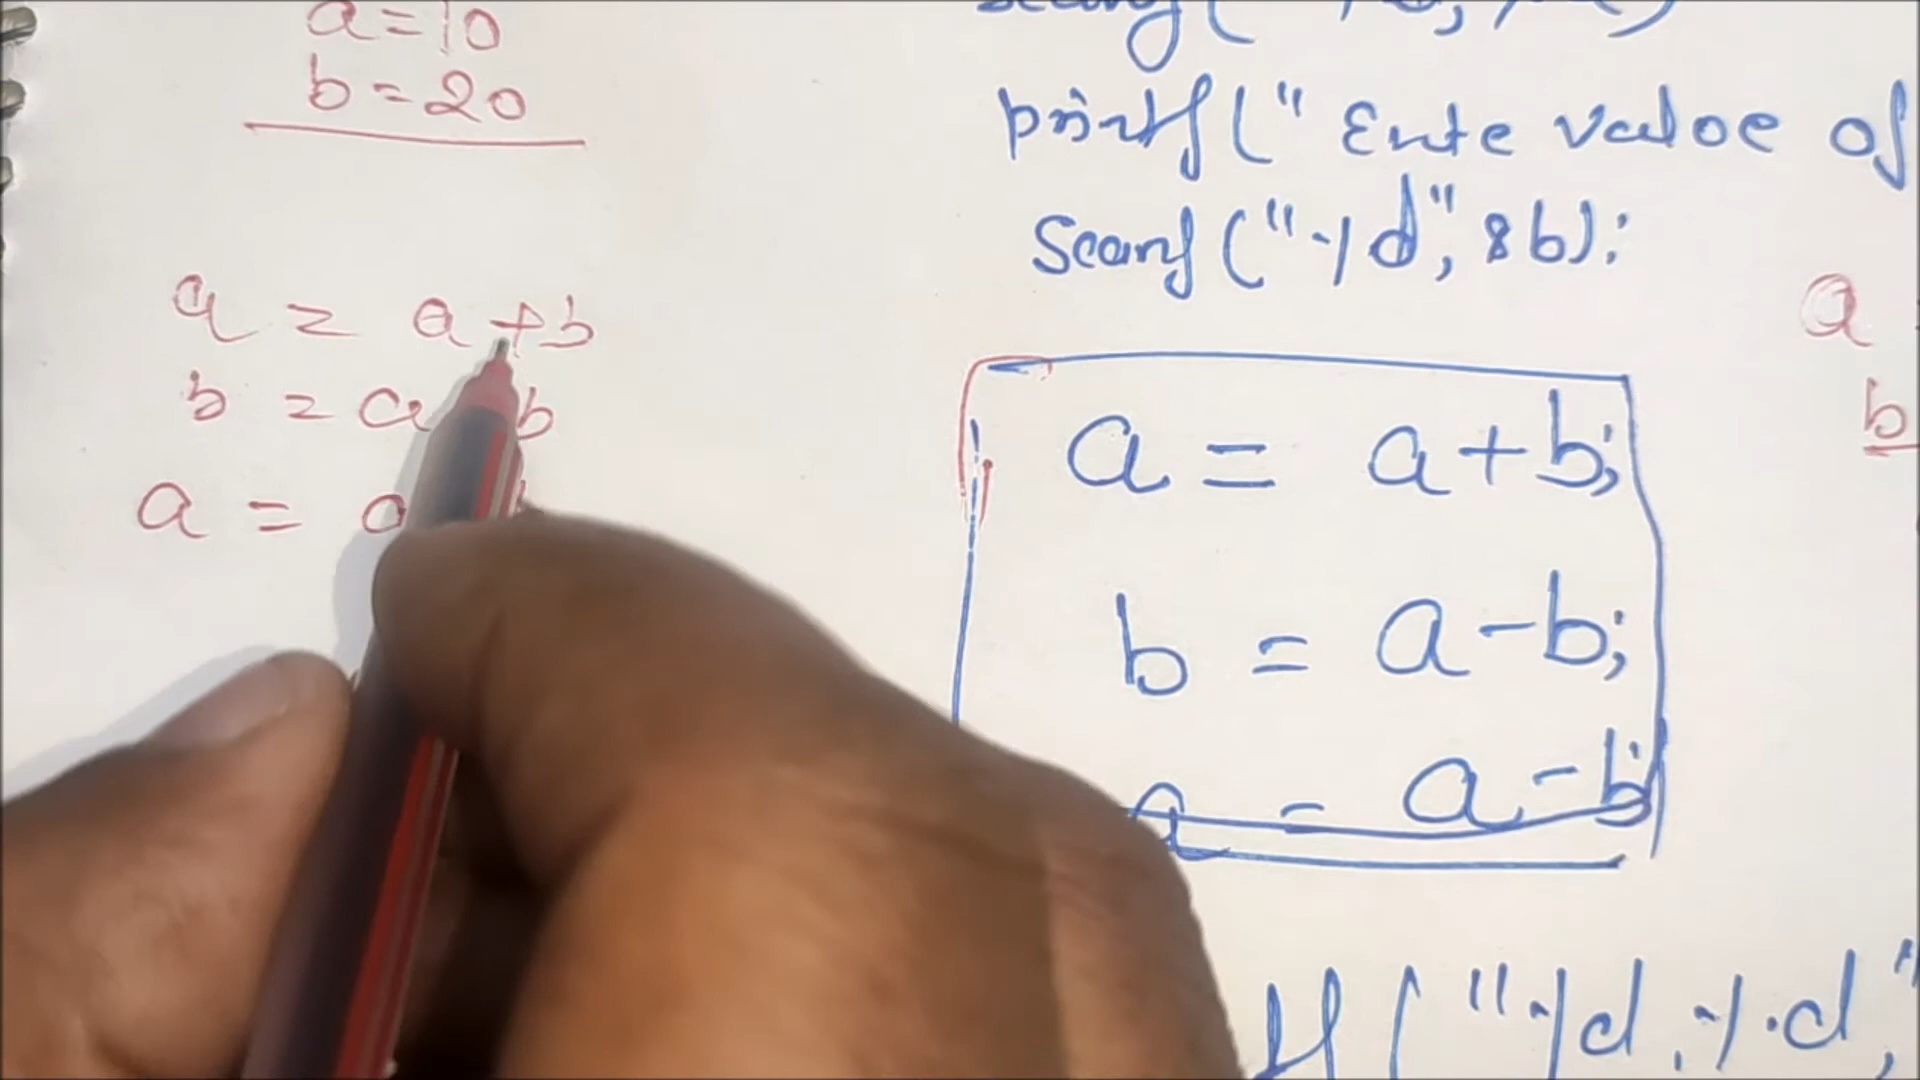 a=10
b=20
a = a+b
b = a b
a =
printf(" Ente value of
Scanf("%d", &b);
a = a+b;
b = a-b;
a = a-b
a
b
f("%d,%d,"